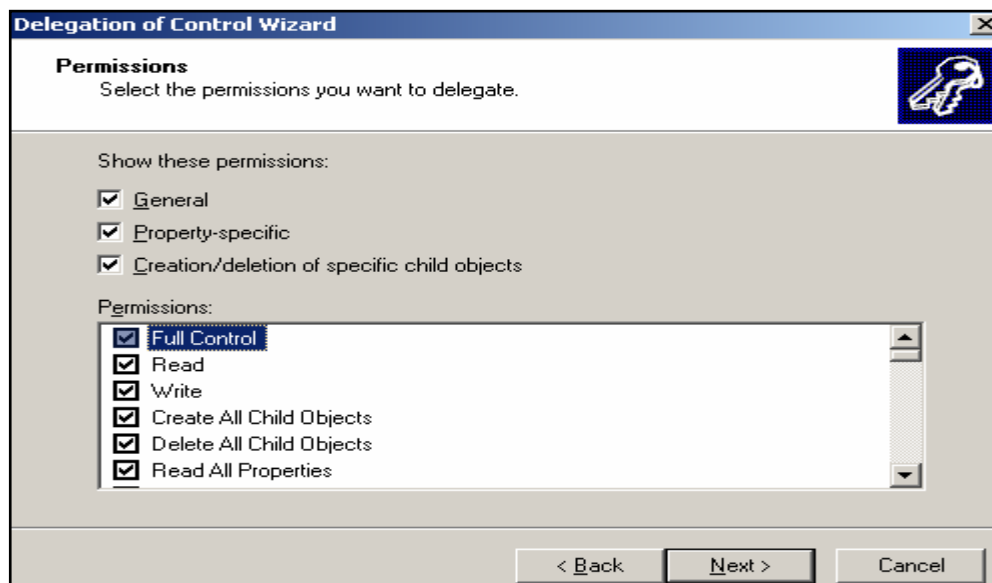 Delegation of Control Wizard
Permissions
Select the permissions you want to delegate.
Show these permissions:
General
Property-specific
Creation/deletion of specific child objects
Permissions:
Full Control
Read
Write
Create All Child Objects
Delete All Child Objects
Read All Properties
< Back Next > Cancel